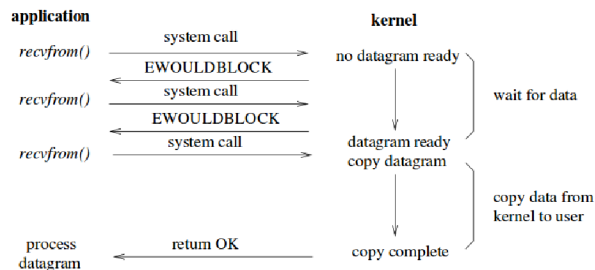 application kernel
system call
recvfrom() no datagram ready
EWOULDBLOCK
system call
recvfrom() wait for data
EWOULDBLOCK
system call datagram ready
recvfrom() copy datagram
copy data from
kernel to user
process return OK copy complete
datagram